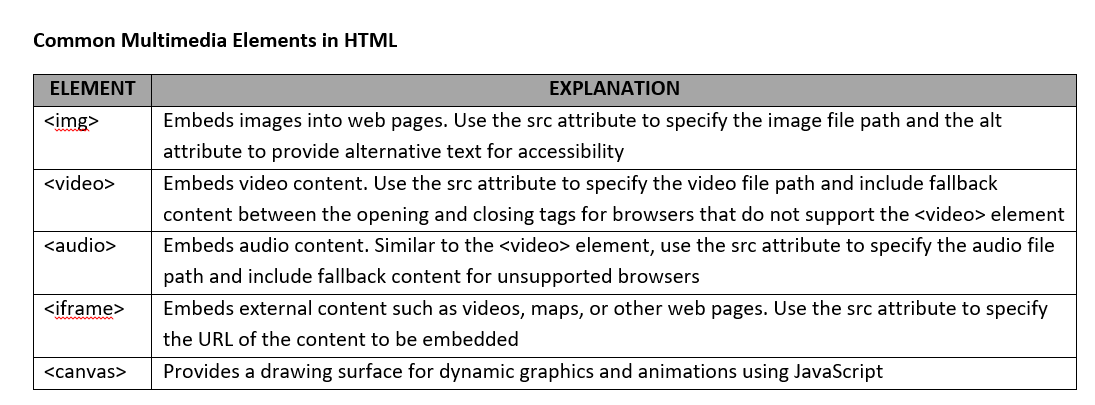 Common Multimedia Elements in HTML
ELEMENT EXPLANATION
<img> Embeds images into web pages. Use the src attribute to specify the image file path and the alt
attribute to provide alternative text for accessibility
<video> Embeds video content. Use the src attribute to specify the video file path and include fallback
content between the opening and closing tags for browsers that do not support the <video> element
<audio> Embeds audio content. Similar to the <video> element, use the src attribute to specify the audio file
path and include fallback content for unsupported browsers
<iframe> Embeds external content such as videos, maps, or other web pages. Use the src attribute to specify
the URL of the content to be embedded
<canvas> Provides a drawing surface for dynamic graphics and animations using JavaScript